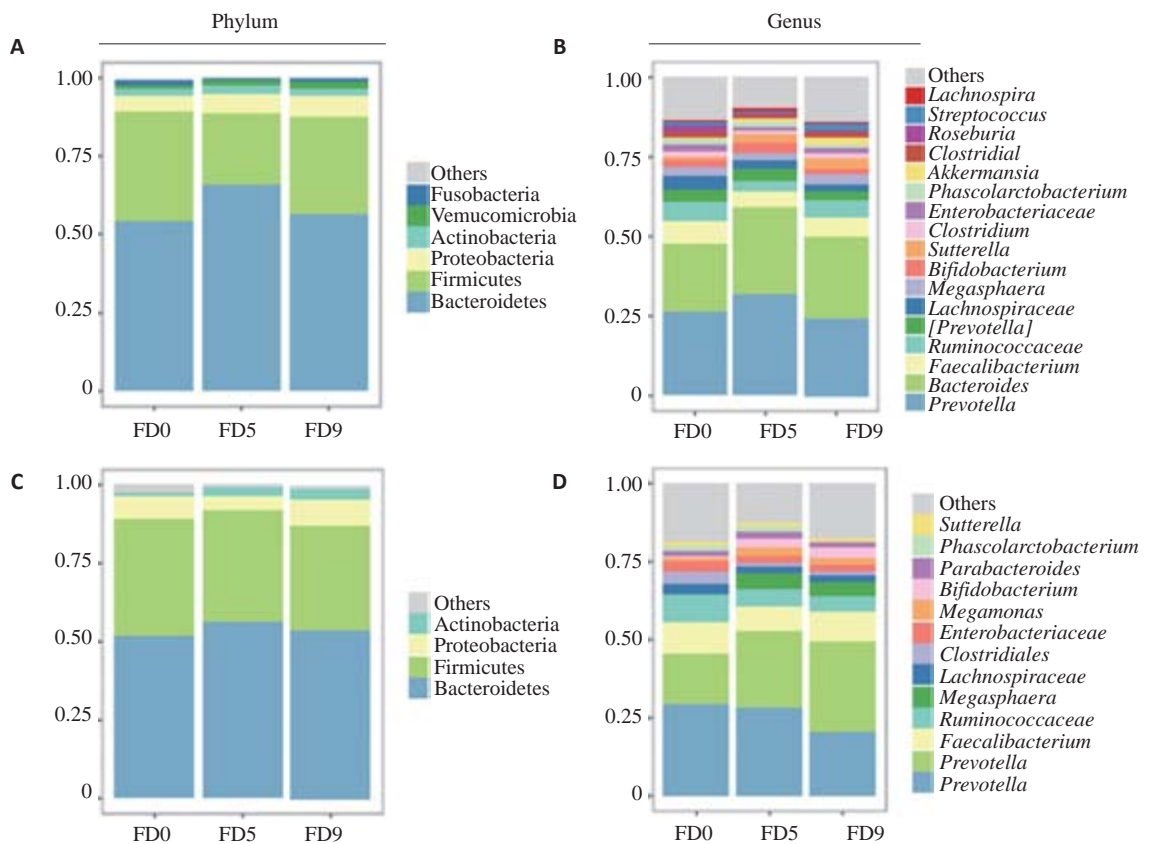 Phylum
Genus
A
1.00
0.75
0.50
0.25
0
FD0 FD5 FD9
Others
Fusobacteria
Vemucomicrobia
Actinobacteria
Proteobacteria
Firmicutes
Bacteroidetes
B
1.00
0.75
0.50
0.25
0
FD0 FD5 FD9
Others
Lachnospira
Streptococcus
Roseburia
Clostridial
Akkermansia
Phascolarctobacterium
Enterobacteriaceae
Clostridium
Sutterella
Bifidobacterium
Megasphaera
Lachnospiraceae
[Prevotella]
Ruminococcaceae
Faecalibacterium
Bacteroides
Prevotella
C
1.00
0.75
0.50
0.25
0
FD0 FD5 FD9
Others
Actinobacteria
Proteobacteria
Firmicutes
Bacteroidetes
D
1.00
0.75
0.50
0.25
0
FD0 FD5 FD9
Others
Sutterella
Phascolarctobacterium
Parabacteroides
Bifidobacterium
Megamonas
Enterobacteriaceae
Clostridiales
Lachnospiraceae
Megasphaera
Ruminococcaceae
Faecalibacterium
Prevotella
Prevotella